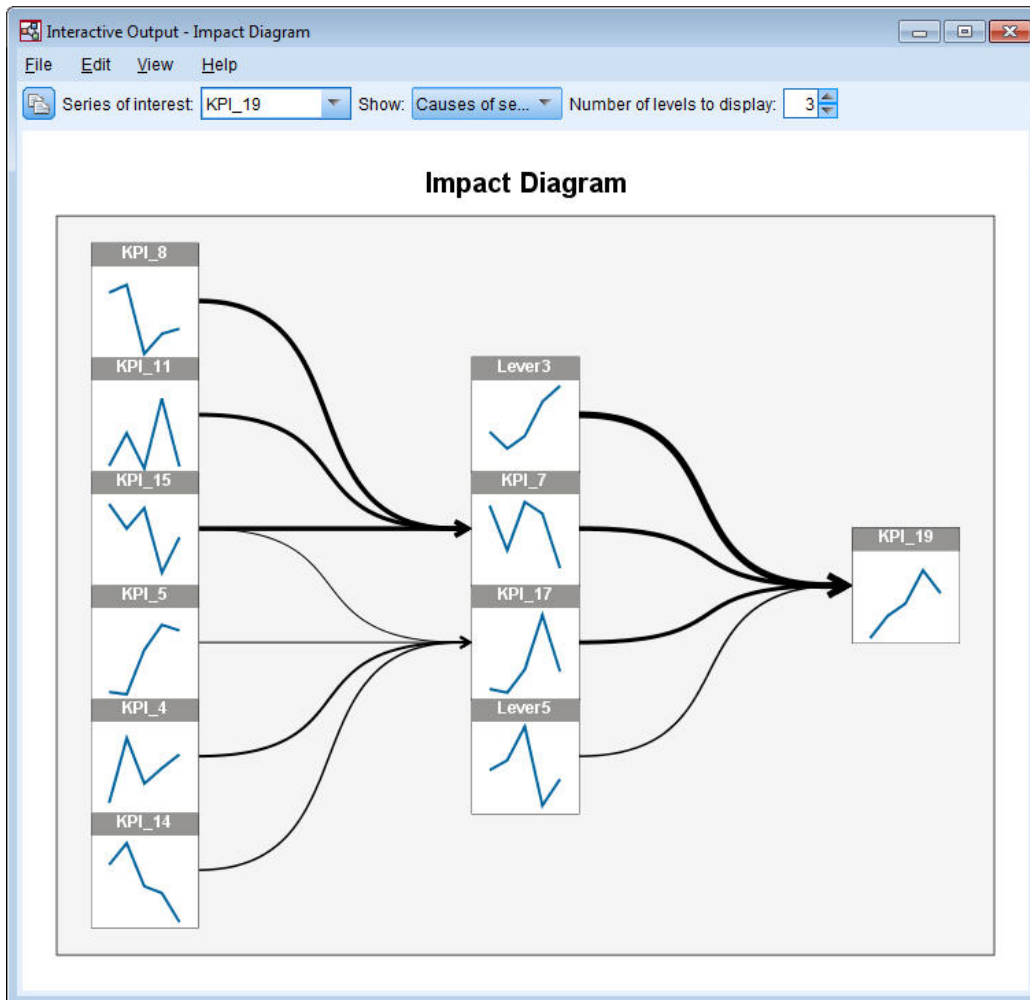 Interactive Output - Impact Diagram
File Edit View Help
Series of interest: KPI_19 Show: Causes of se... Number of levels to display: 3
Impact Diagram
KPI_8
KPI_11
KPI_15
KPI_5
KPI_4
KPI_14
Lever3
KPI_7
KPI_17
Lever5
KPI_19